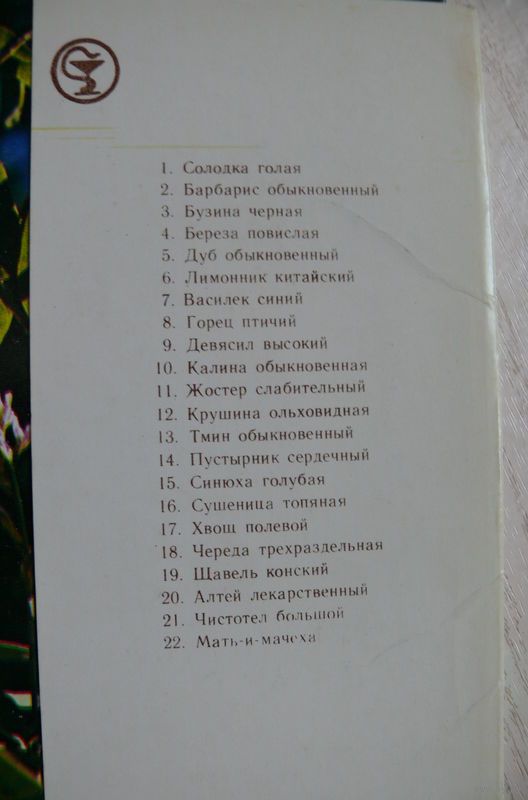 1. Солодка голая
2. Барбарис обыкновенный
3. Бузина черная
4. Береза повислая
5. Дуб обыкновенный
6. Лимонник китайский
7. Василек синий
8. Горец птичий
9. Девясил высокий
10. Калина обыкновенная
11. Жостер слабительный
12. Крушина ольховидная
13. Тмин обыкновенный
14. Пустырник сердечный
15. Синюха голубая
16. Сушеница топяная
17. Хвощ полевой
18. Череда трехраздельная
19. Щавель конский
20. Алтей лекарственный
21. Чистотел большой
22. Мать-и-мачеха